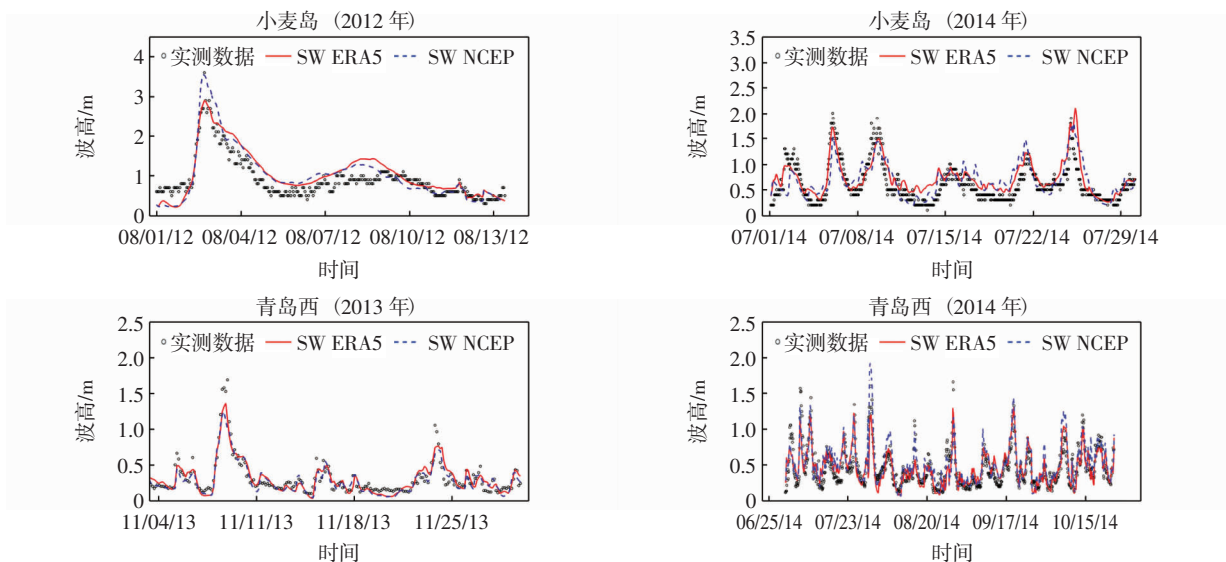 小麦岛 (2012 年)
波高/m
4
3
2
1
0
实测数据 SW ERA5 SW NCEP
08/01/12 08/04/12 08/07/12 08/10/12 08/13/12
时间
小麦岛 (2014 年)
波高/m
3.5
3.0
2.5
2.0
1.5
1.0
0.5
0
实测数据 SW ERA5 SW NCEP
07/01/14 07/08/14 07/15/14 07/22/14 07/29/14
时间
青岛西 (2013 年)
波高/m
2.5
2.0
1.5
1.0
0.5
0
实测数据 SW ERA5 SW NCEP
11/04/13 11/11/13 11/18/13 11/25/13
时间
青岛西 (2014 年)
波高/m
2.5
2.0
1.5
1.0
0.5
0
实测数据 SW ERA5 SW NCEP
06/25/14 07/23/14 08/20/14 09/17/14 10/15/14
时间